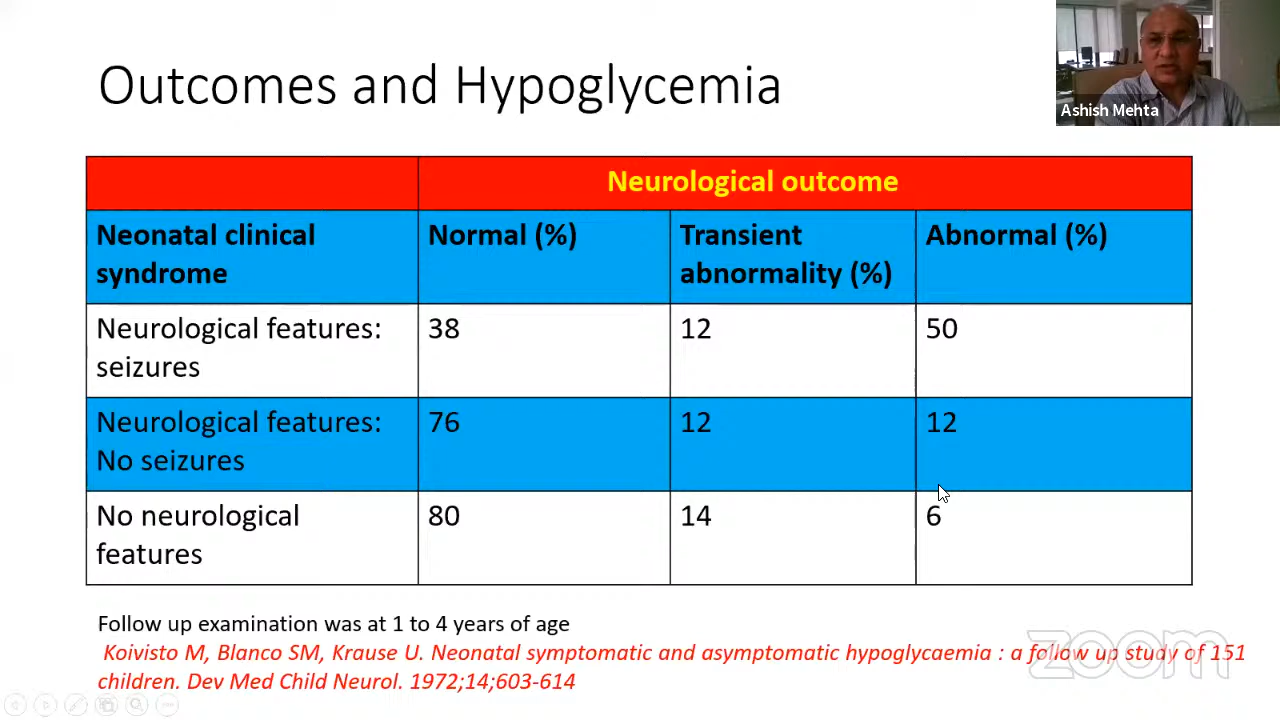 Outcomes and Hypoglycemia
Ashish Mehta
Neurological outcome
Neonatal clinical
syndrome
Normal (%)
Transient
abnormality (%)
Abnormal (%)
Neurological features:
seizures
38
12
50
Neurological features:
No seizures
76
12
12
No neurological
features
80
14
6
Follow up examination was at 1 to 4 years of age
Koivisto M, Blanco SM, Krause U. Neonatal symptomatic and asymptomatic hypoglycaemia : a follow up study of 151
children. Dev Med Child Neurol. 1972;14;603-614
zoom